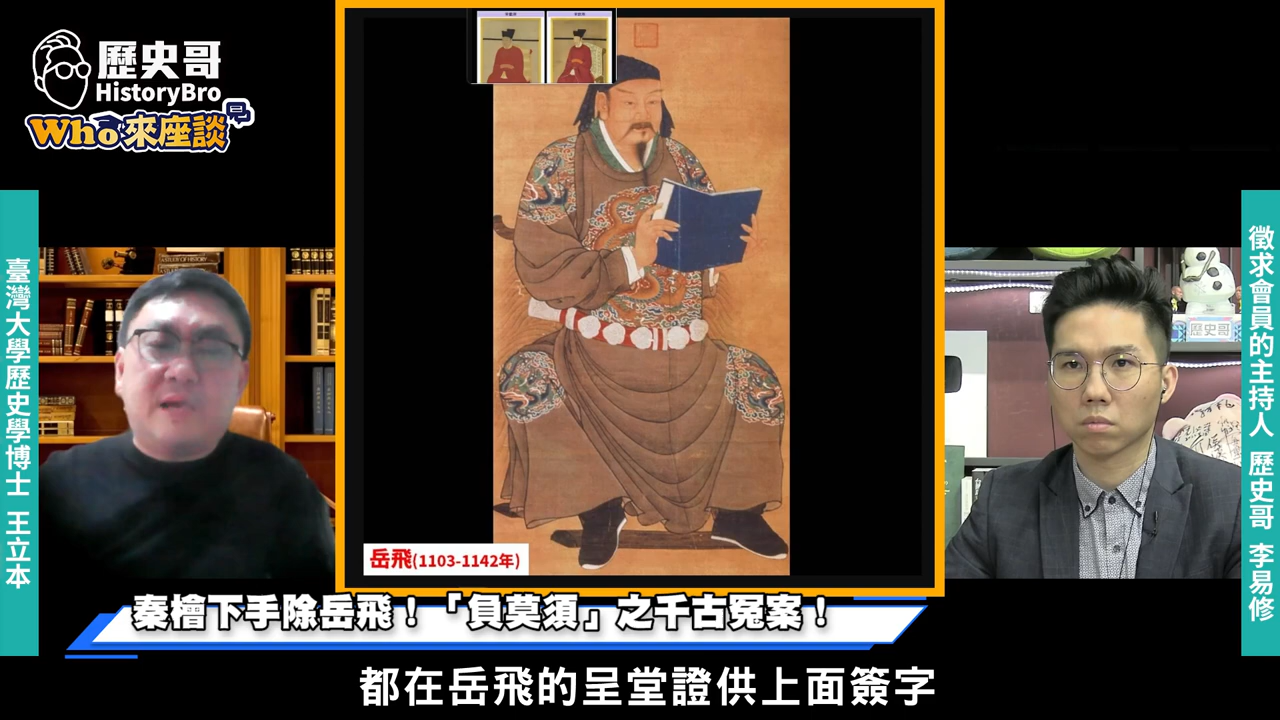 歷史哥
HistoryBro
Who來座談
臺灣大學歷史學博士 王立本
徵求會員的主持人 歷史哥 李易修
歷史哥
岳飛(1103-1142年)
秦檜下手除岳飛！「負莫須」之千古冤案！
都在岳飛的呈堂證供上面簽字